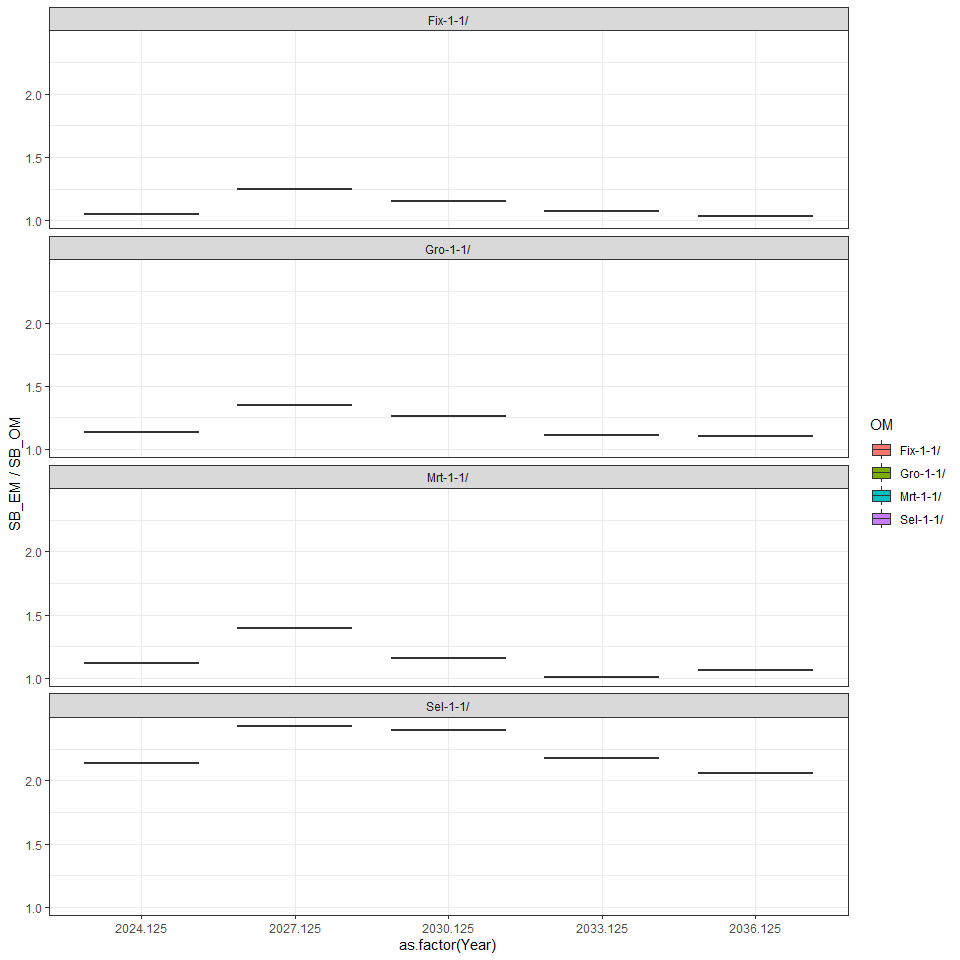 Fix-1-1/
2.0
1.5
1.0
Gro-1-1/
2.0
1.5
1.0
Mrt-1-1/
2.0
1.5
1.0
Sel-1-1/
2.0
1.5
1.0
2024.125 2027.125 2030.125 2033.125 2036.125
as.factor(Year)
SB_EM / SB_OM
OM
Fix-1-1/
Gro-1-1/
Mrt-1-1/
Sel-1-1/